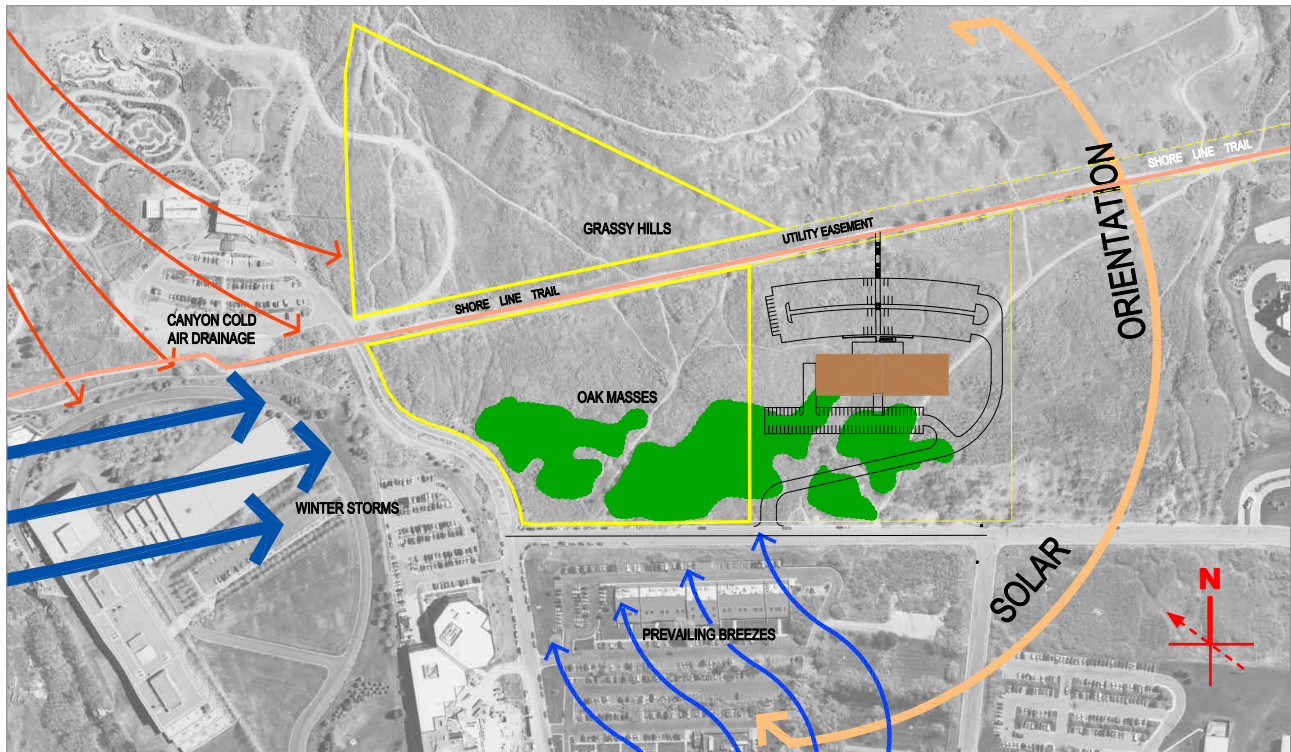 SHORE LINE TRAIL
ORIENTATION
GRASSY HILLS
UTILITY EASEMENT
SHORE LINE TRAIL
CANYON COLD
AIR DRAINAGE
OAK MASSES
WINTER STORMS
SOLAR
N
PREVAILING BREEZES